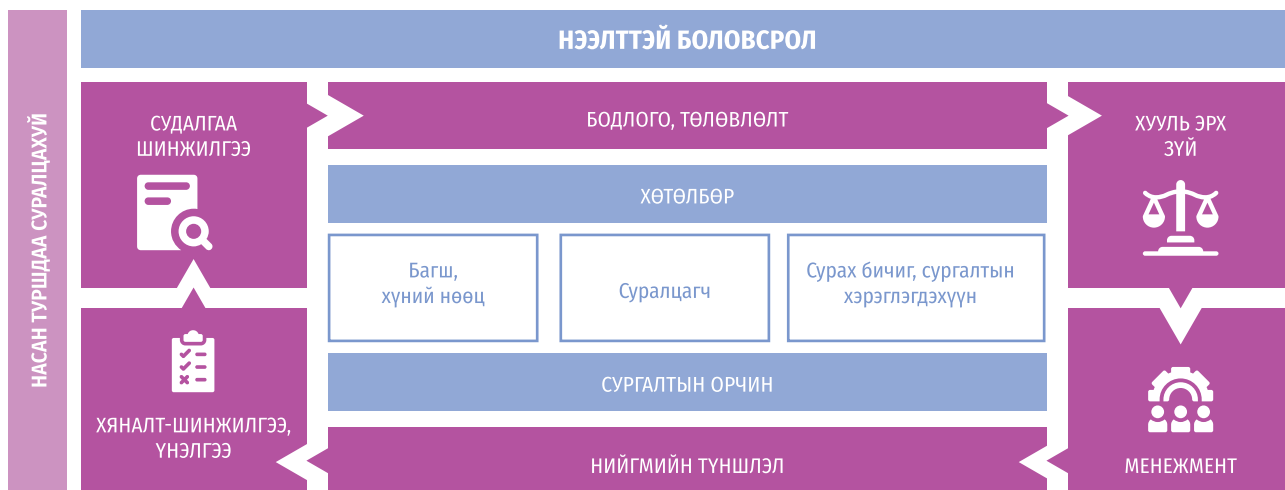 НЭЭЛТТЭЙ БОЛОВСРОЛ
НАСАН ТУРШДАА СУРАЛЦАХУЙ
СУДАЛГАА
ШИНЖИЛГЭЭ
БОДЛОГО, ТӨЛӨВЛӨЛТ
ХУУЛЬ ЭРХ
ЗҮЙ
ХӨТӨЛБӨР
Багш,
хүний нөөц
Суралцагч
Сурах бичиг, сургалтын
хэрэглэгдэхүүн
СУРГАЛТЫН ОРЧИН
ХЯНАЛТ-ШИНЖИЛГЭЭ,
ҮНЭЛГЭЭ
НИЙГМИЙН ТҮНШЛЭЛ
МЕНЕЖМЕНТ